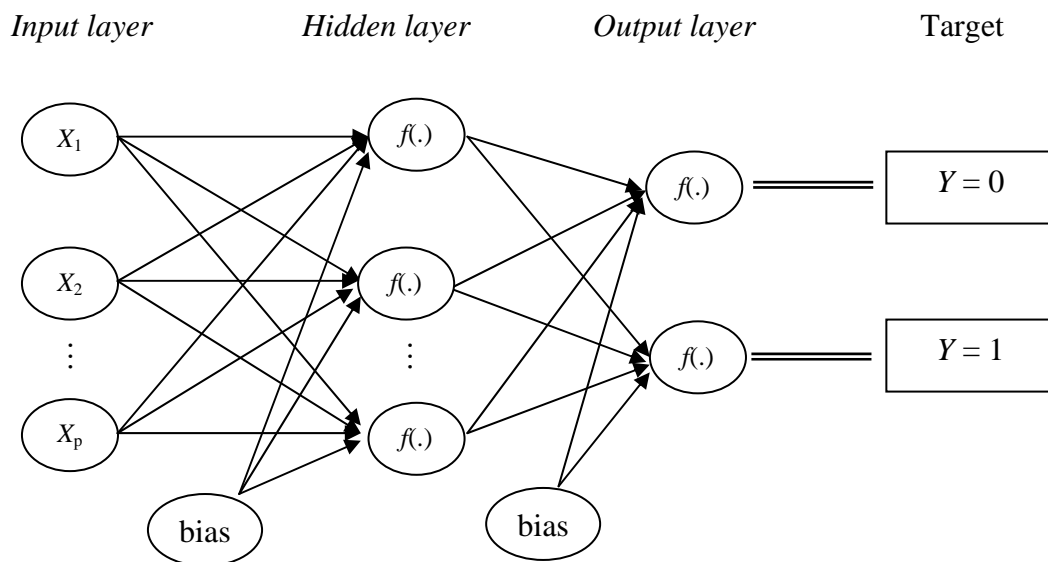 Input layer Hidden layer Output layer Target
X₁ f(.)
f(.) Y = 0
X₂ f(.)
⋮ ⋮
f(.) Y = 1
Xₚ f(.)
bias bias